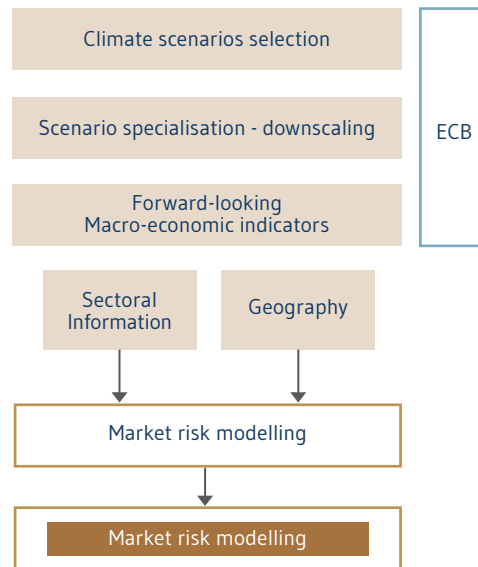 Climate scenarios selection
ECB
Scenario specialisation - downscaling
Forward-looking
Macro-economic indicators
Sectoral
Information
Geography
Market risk modelling
Market risk modelling